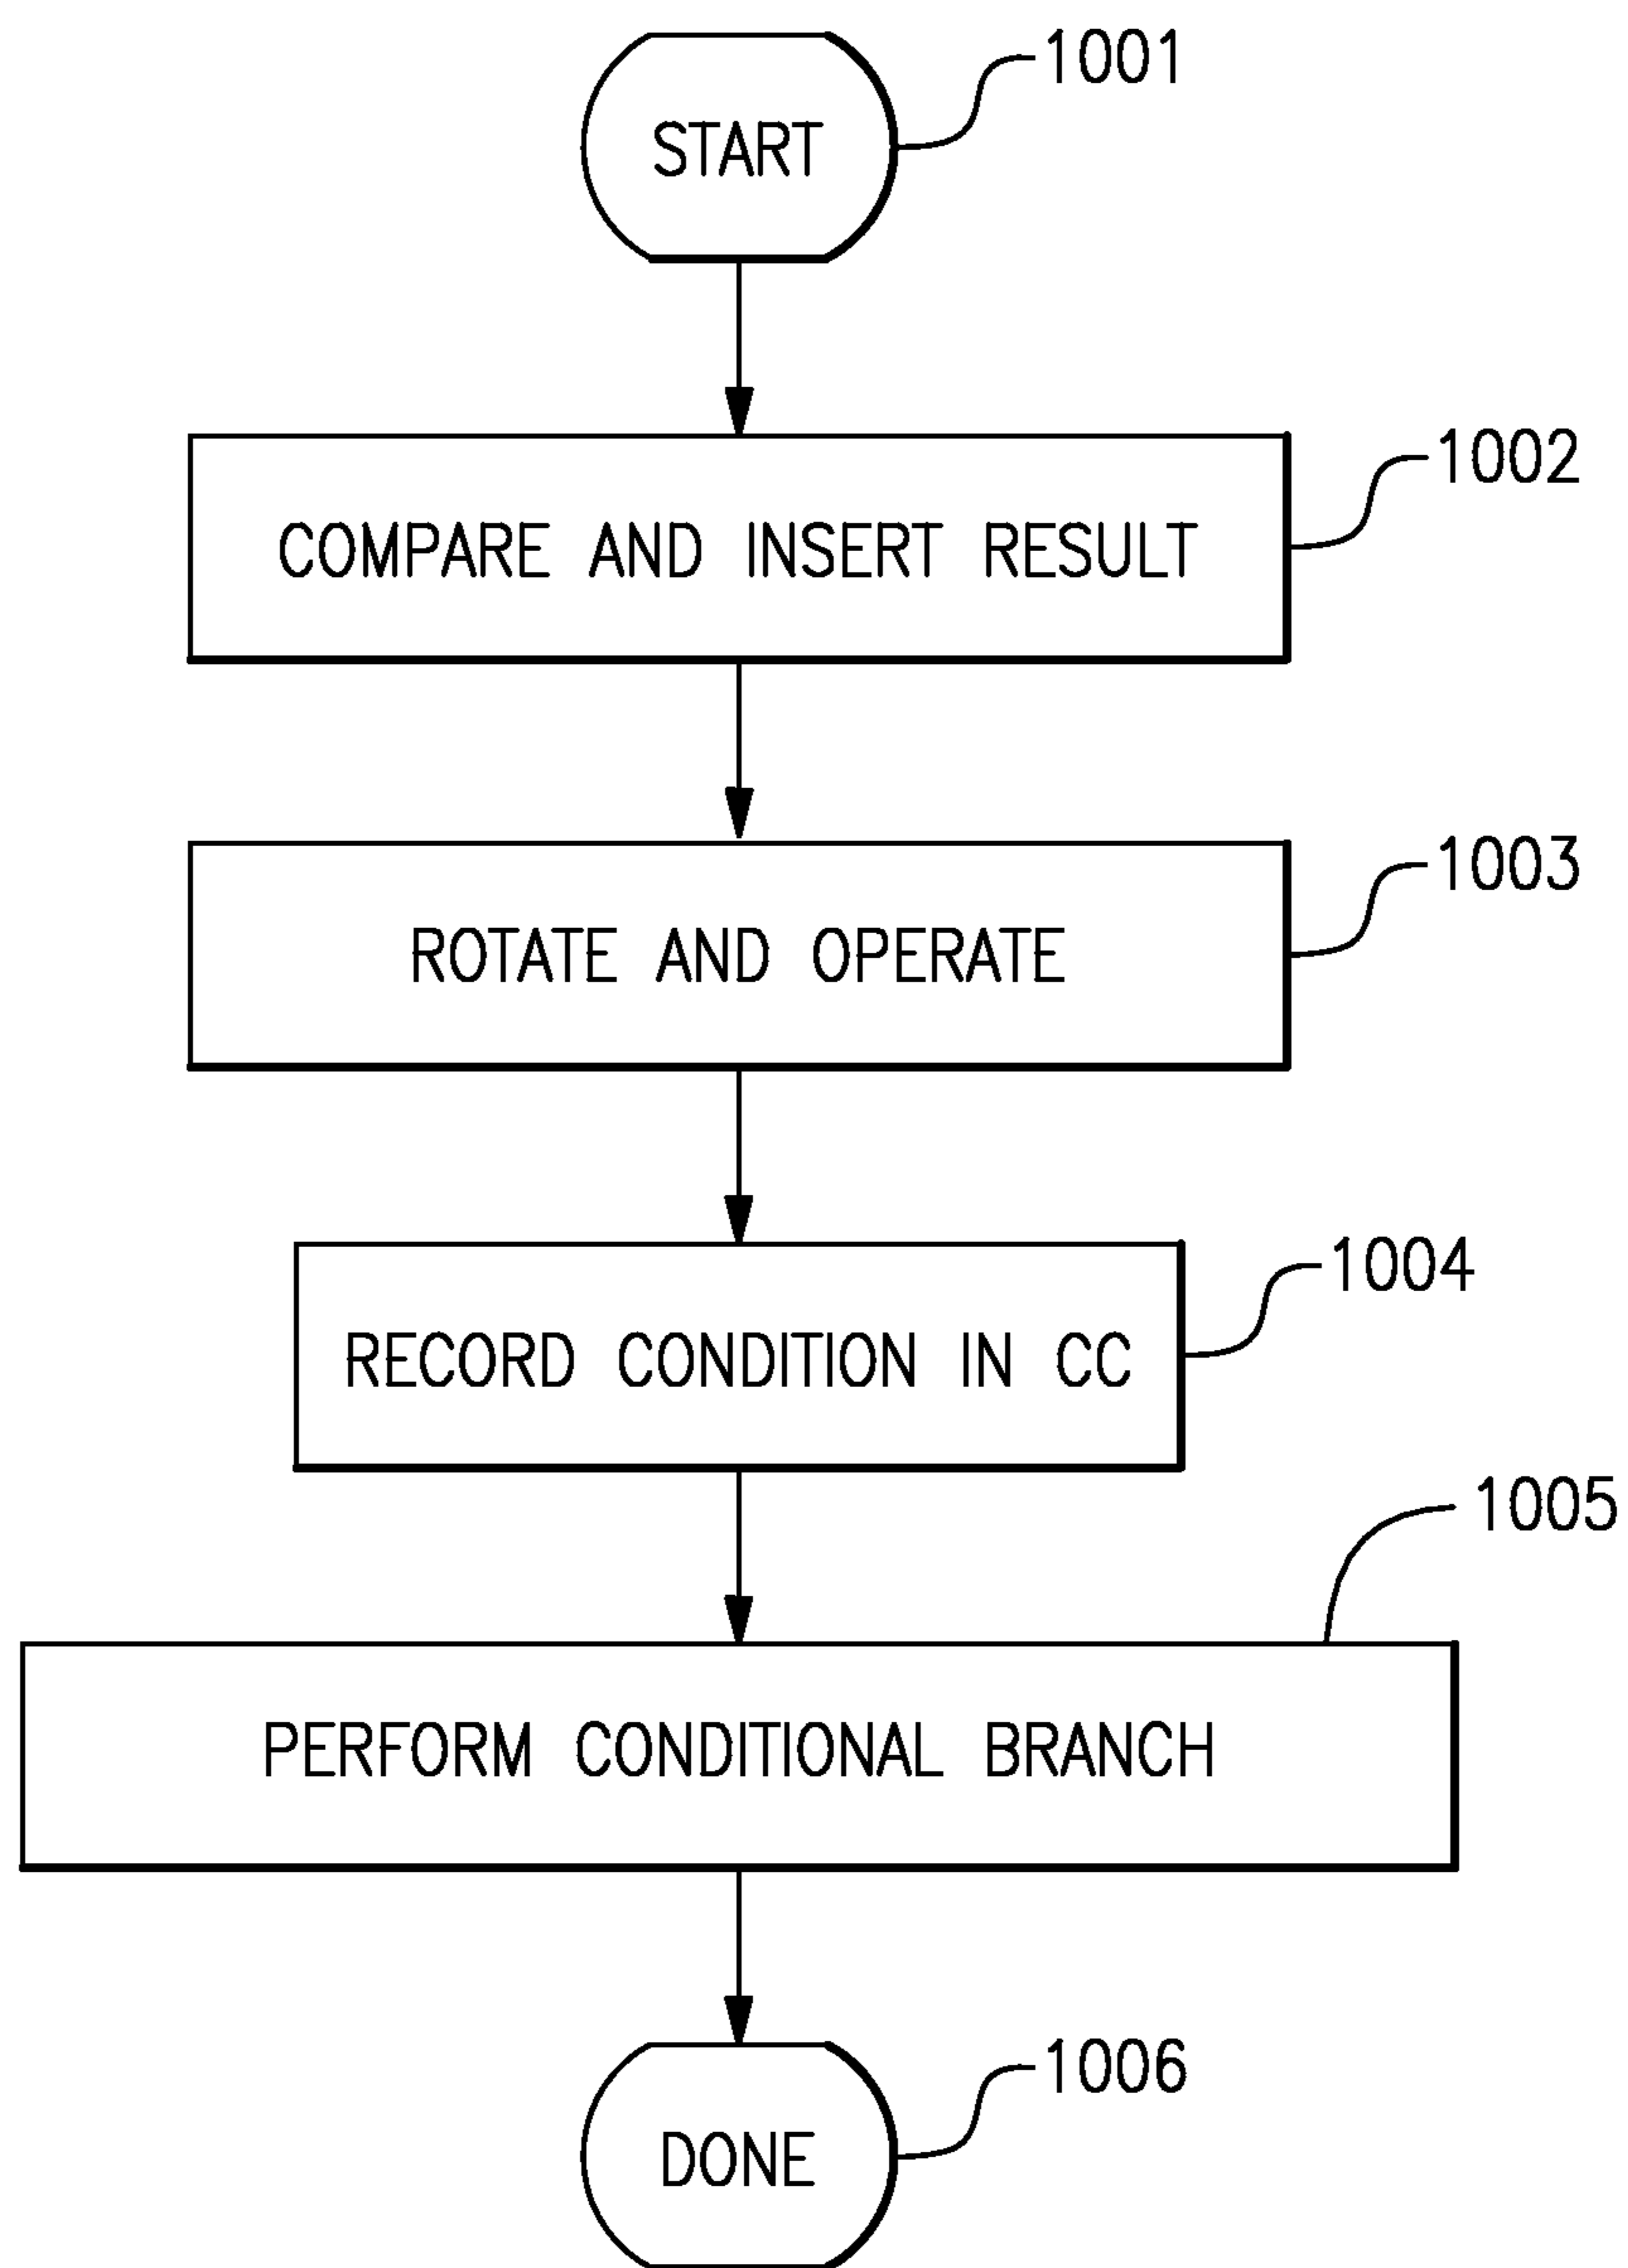 1001
START
1002
COMPARE AND INSERT RESULT
1003
ROTATE AND OPERATE
1004
RECORD CONDITION IN CC
1005
PERFORM CONDITIONAL BRANCH
1006
DONE